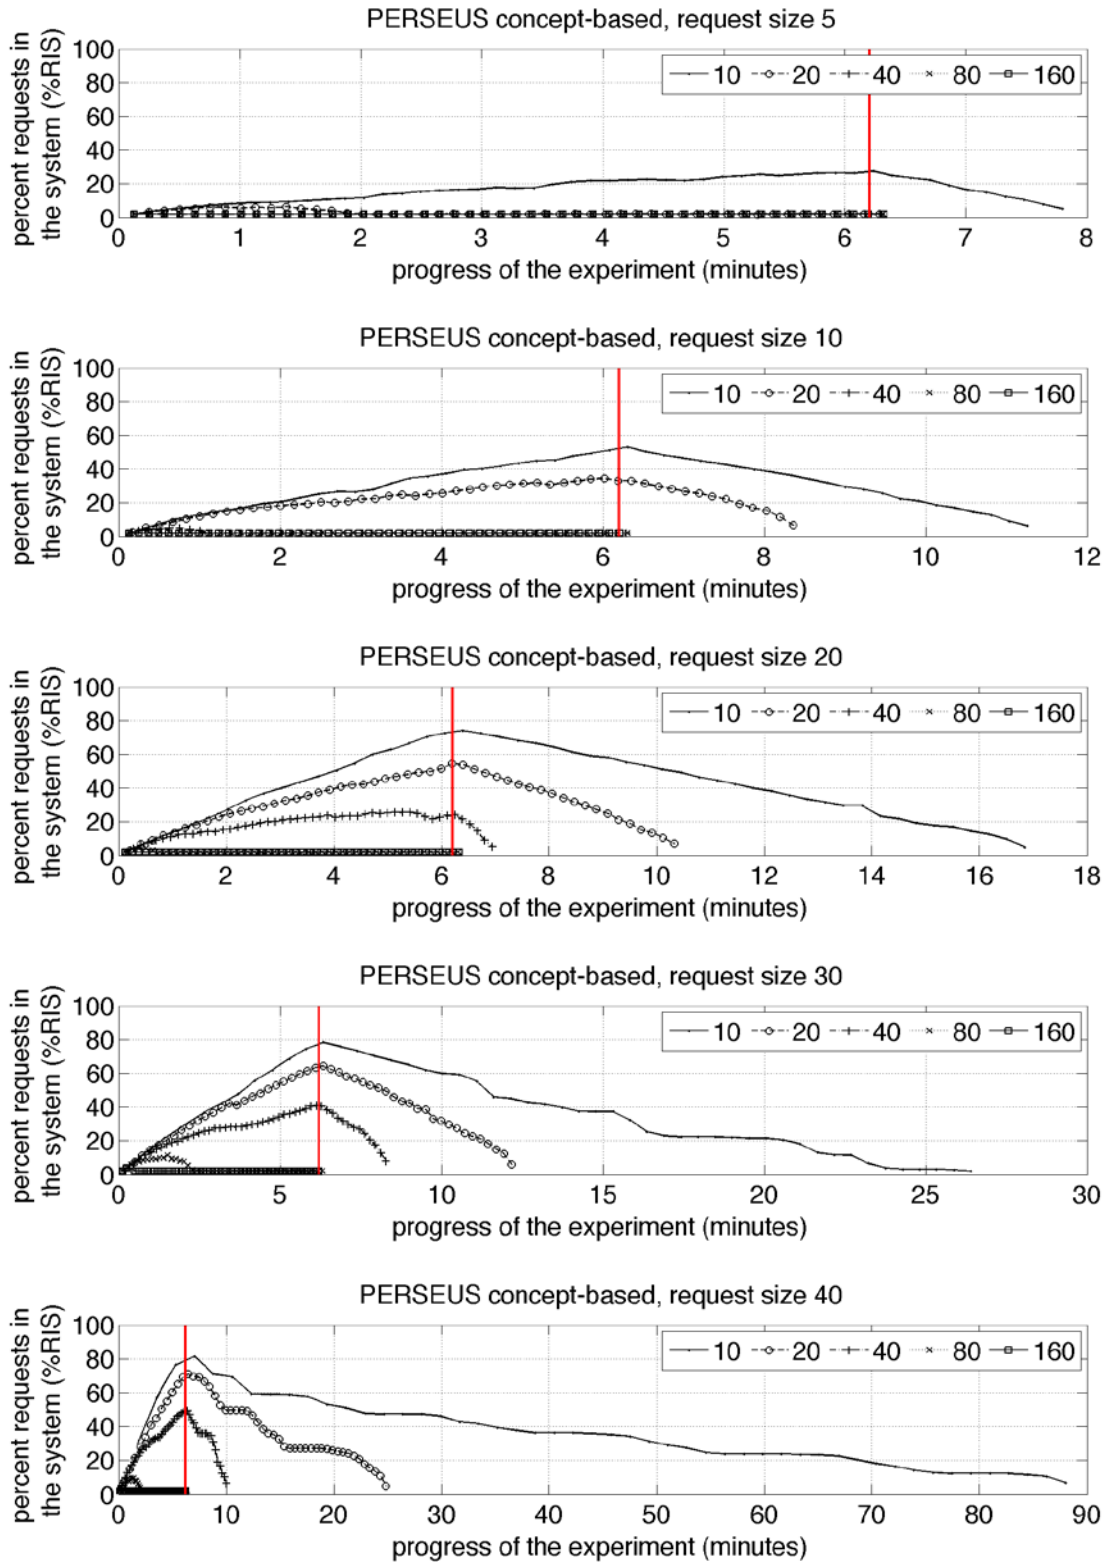 PERSEUS concept-based, request size 5
percent requests in
the system (%RIS)
100
80
60
40
20
0
10 20 40 80 160
0 1 2 3 4 5 6 7 8
progress of the experiment (minutes)
PERSEUS concept-based, request size 10
percent requests in
the system (%RIS)
100
80
60
40
20
0
10 20 40 80 160
0 2 4 6 8 10 12
progress of the experiment (minutes)
PERSEUS concept-based, request size 20
percent requests in
the system (%RIS)
100
80
60
40
20
0
10 20 40 80 160
0 2 4 6 8 10 12 14 16 18
progress of the experiment (minutes)
PERSEUS concept-based, request size 30
percent requests in
the system (%RIS)
100
80
60
40
20
0
10 20 40 80 160
0 5 10 15 20 25 30
progress of the experiment (minutes)
PERSEUS concept-based, request size 40
percent requests in
the system (%RIS)
100
80
60
40
20
0
10 20 40 80 160
0 10 20 30 40 50 60 70 80 90
progress of the experiment (minutes)